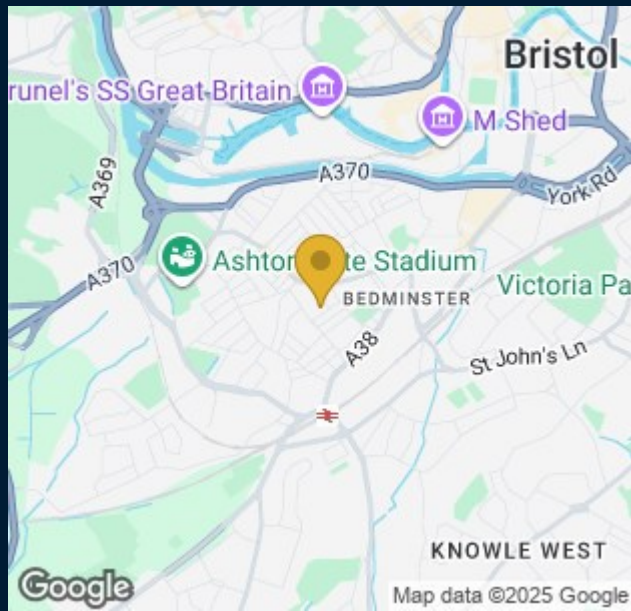 Bristol
runel's SS Great Britain
M Shed
A369
A370
York Rd
Ashton
te Stadium
A370
Victoria Pa
BEDMINSTER
A38
St John's Ln
KNOWLE WEST
Google
Map data ©2025 Google